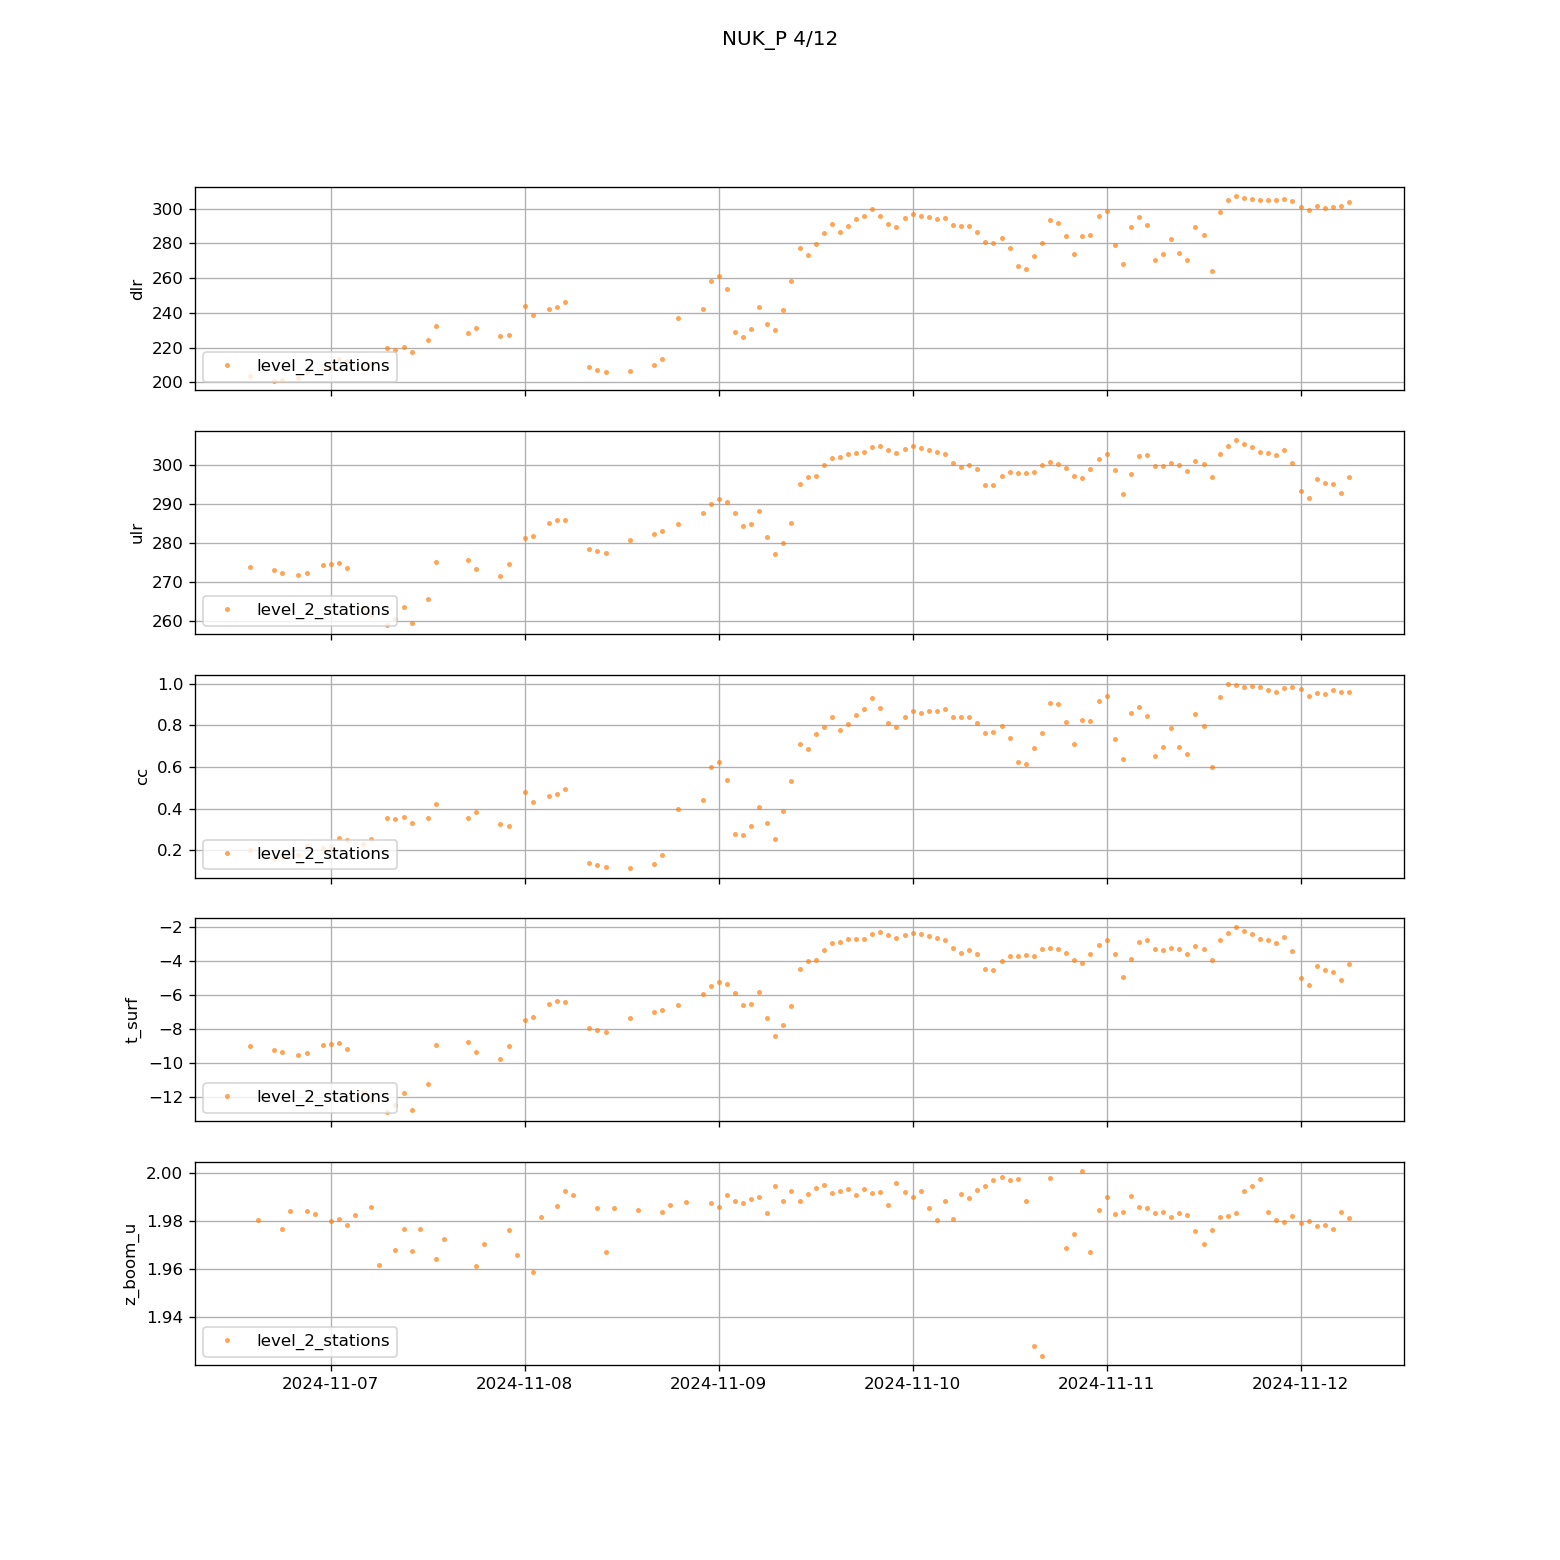 NUK_P 4/12
dlr
300
280
260
240
220
200
level_2_stations
ulr
300
290
280
270
260
level_2_stations
cc
1.0
0.8
0.6
0.4
0.2
level_2_stations
t_surf
−2
−4
−6
−8
−10
−12
level_2_stations
z_boom_u
2.00
1.98
1.96
1.94
level_2_stations
2024-11-07 2024-11-08 2024-11-09 2024-11-10 2024-11-11 2024-11-12